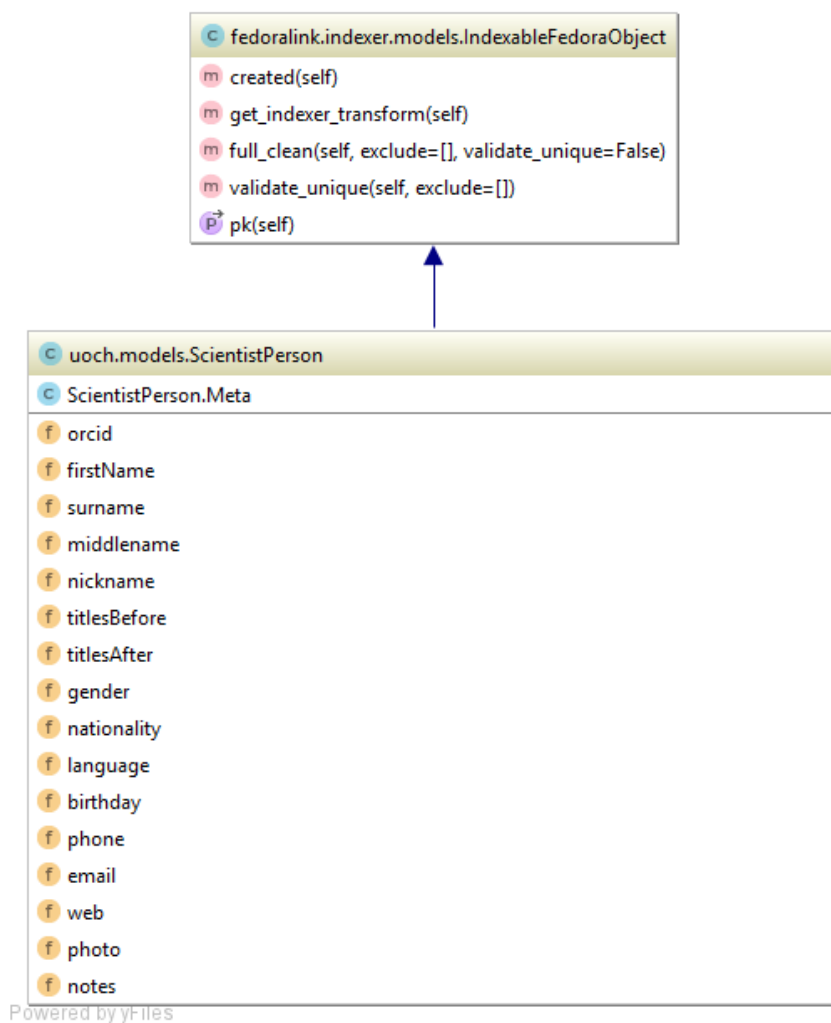 C fedoralink.indexer.models.IndexableFedoraObject
m created(self)
m get_indexer_transform(self)
m full_clean(self, exclude=[], validate_unique=False)
m validate_unique(self, exclude=[])
P pk(self)
C uoch.models.ScientistPerson
C ScientistPerson.Meta
f orcid
f firstName
f surname
f middlename
f nickname
f titlesBefore
f titlesAfter
f gender
f nationality
f language
f birthday
f phone
f email
f web
f photo
f notes
Powered by yFiles